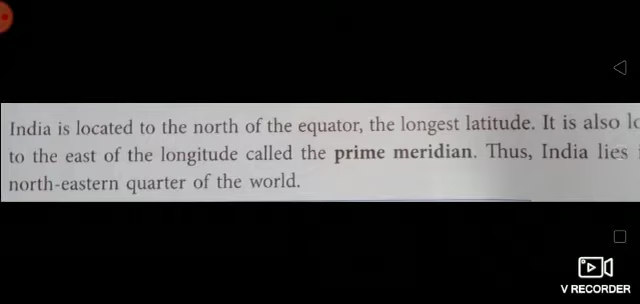 India is located to the north of the equator, the longest latitude. It is also
to the east of the longitude called the prime meridian. Thus, India lies
north-eastern quarter of the world.
V RECORDER